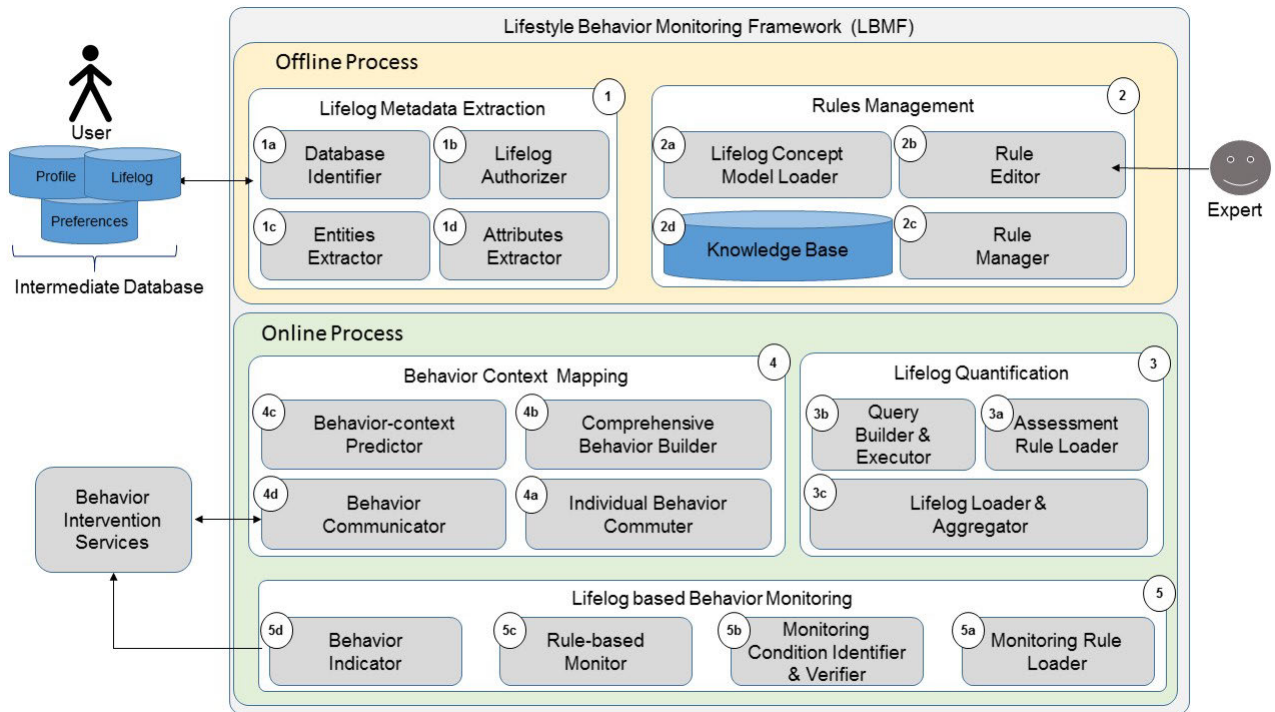 Lifestyle Behavior Monitoring Framework (LBMF)
Offline Process
User
Profile
Lifelog
Preferences
Intermediate Database
Lifelog Metadata Extraction
1
1a
Database
Identifier
1b
Lifelog
Authorizer
1c
Entities
Extractor
1d
Attributes
Extractor
Rules Management
2
2a
Lifelog Concept
Model Loader
2b
Rule
Editor
2d
Knowledge Base
2c
Rule
Manager
Expert
Online Process
Behavior Context Mapping
4
4c
Behavior-context
Predictor
4b
Comprehensive
Behavior Builder
4d
Behavior
Communicator
4a
Individual Behavior
Commuter
Lifelog Quantification
3
3b
Query
Builder &
Executor
3a
Assessment
Rule Loader
3c
Lifelog Loader &
Aggregator
Behavior
Intervention
Services
Lifelog based Behavior Monitoring
5
5d
Behavior
Indicator
5c
Rule-based
Monitor
5b
Monitoring
Condition Identifier
& Verifier
5a
Monitoring Rule
Loader